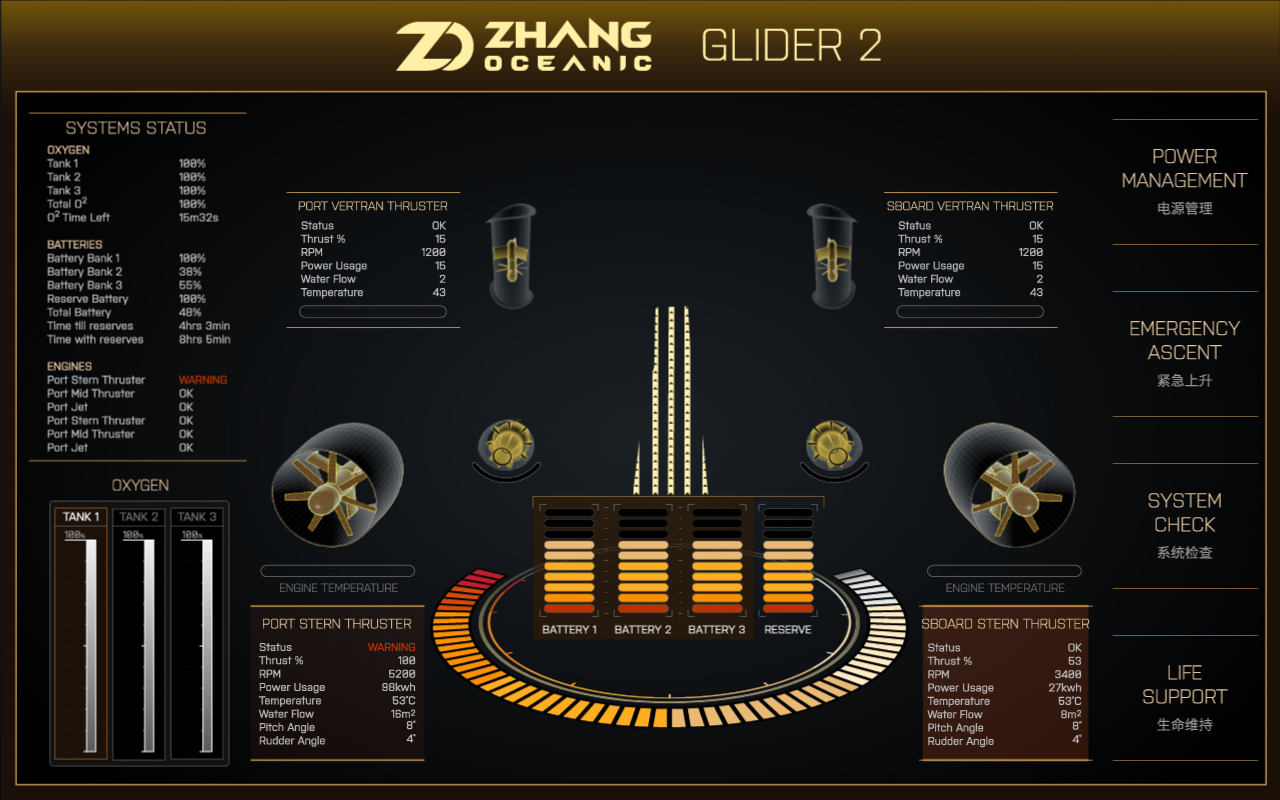 ZHANG
OCEANIC
GLIDER 2
SYSTEMS STATUS
OXYGEN
Tank 1 100%
Tank 2 100%
Tank 3 100%
Total O² 100%
O² Time Left 15m32s
BATTERIES
Battery Bank 1 100%
Battery Bank 2 38%
Battery Bank 3 55%
Reserve Battery 100%
Total Battery 48%
Time till reserves 4hrs 3min
Time with reserves 8hrs 5min
ENGINES
Port Stern Thruster WARNING
Port Mid Thruster OK
Port Jet OK
Port Stern Thruster OK
Port Mid Thruster OK
Port Jet OK
OXYGEN
TANK 1 TANK 2 TANK 3
100% 100% 100%
PORT VERTRAN THRUSTER
Status OK
Thrust % 15
RPM 1200
Power Usage 15
Water Flow 2
Temperature 43
SBOARD VERTRAN THRUSTER
Status OK
Thrust % 15
RPM 1200
Power Usage 15
Water Flow 2
Temperature 43
ENGINE TEMPERATURE
PORT STERN THRUSTER
Status WARNING
Thrust % 100
RPM 5200
Power Usage 98kwh
Temperature 53°C
Water Flow 16m²
Pitch Angle 8°
Rudder Angle 4°
BATTERY 1 BATTERY 2 BATTERY 3 RESERVE
ENGINE TEMPERATURE
SBOARD STERN THRUSTER
Status OK
Thrust % 53
RPM 3400
Power Usage 27kwh
Temperature 53°C
Water Flow 8m²
Pitch Angle 8°
Rudder Angle 4°
POWER
MANAGEMENT
电源管理
EMERGENCY
ASCENT
紧急上升
SYSTEM
CHECK
系统检查
LIFE
SUPPORT
生命维持